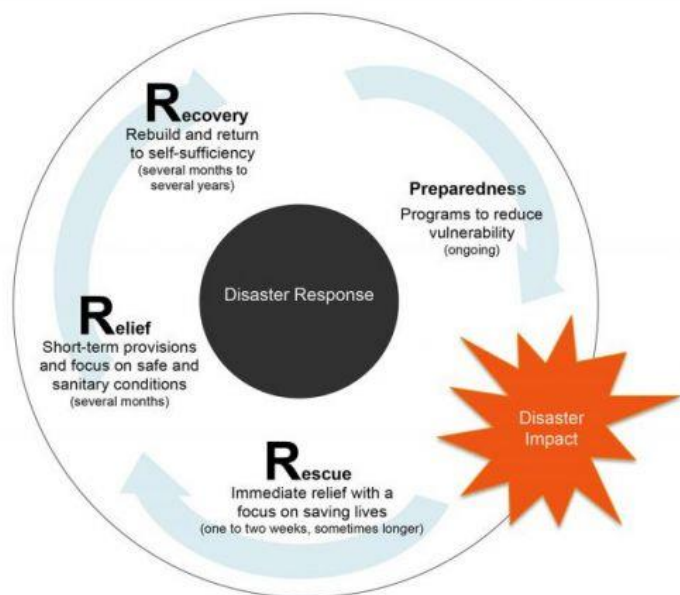 Recovery
Rebuild and return
to self-sufficiency
(several months to
several years)
Preparedness
Programs to reduce
vulnerability
(ongoing)
Disaster Response
Relief
Short-term provisions
and focus on safe and
sanitary conditions
(several months)
Disaster
Impact
Rescue
Immediate relief with a
focus on saving lives
(one to two weeks, sometimes longer)